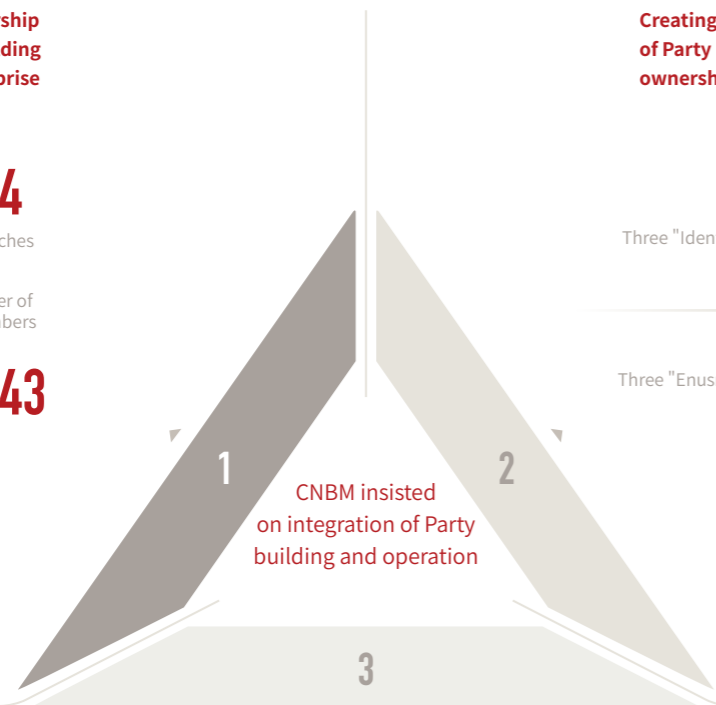 rship
ding
prise
4
ches
er of
bers
43
Creating
of Party
ownersh
Three "Iden
Three "Enus
1
2
CNBM insisted
on integration of Party
building and operation
3